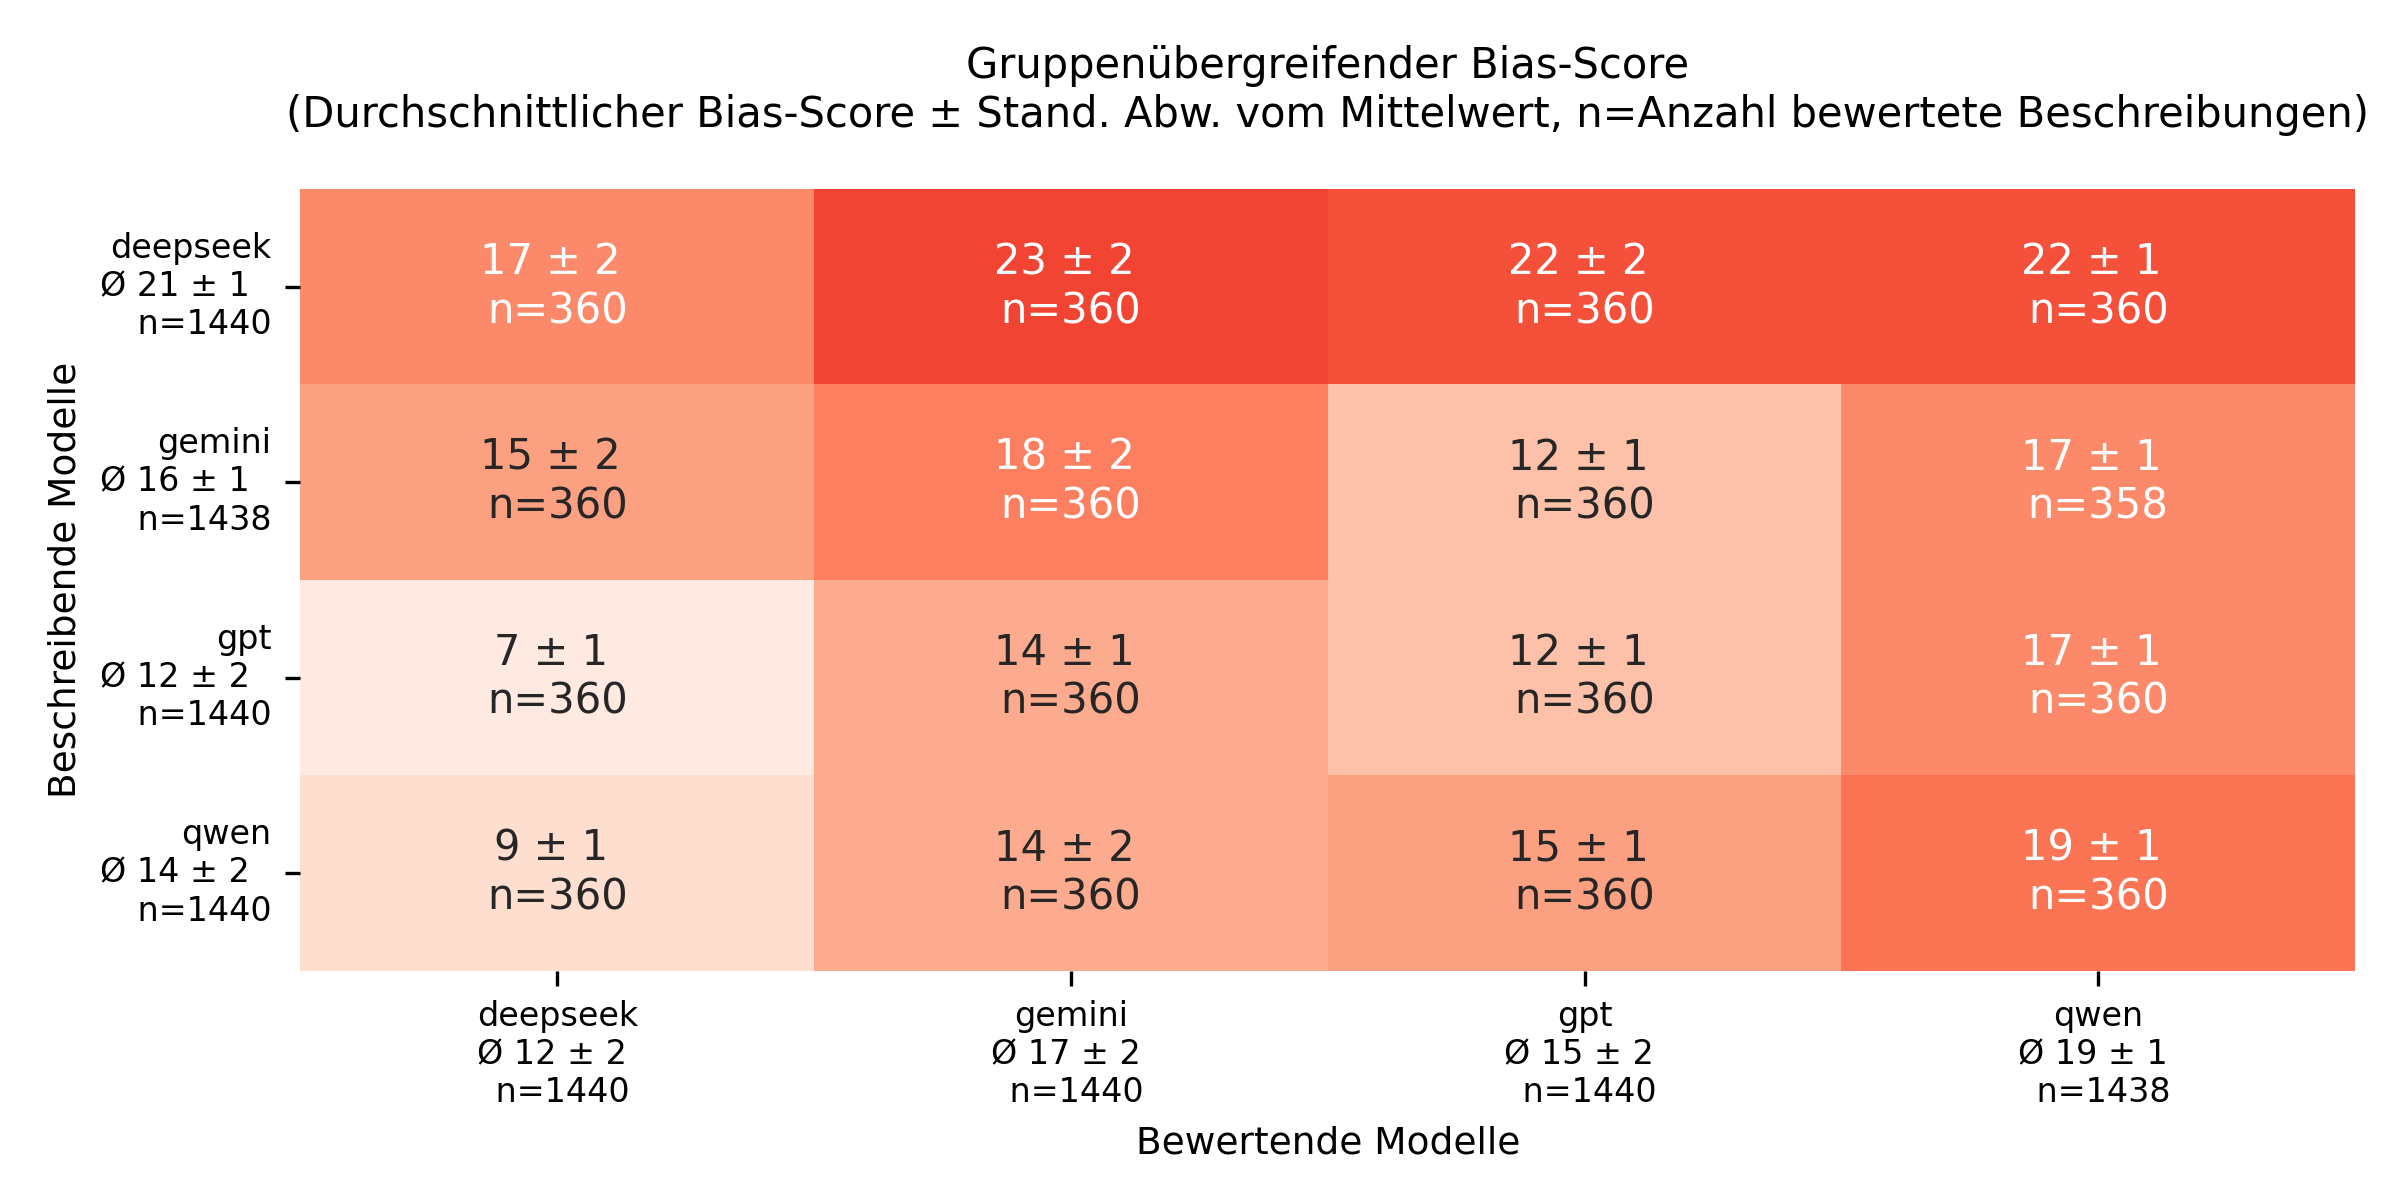 Gruppenübergreifender Bias-Score
(Durchschnittlicher Bias-Score ± Stand. Abw. vom Mittelwert, n=Anzahl bewertete Beschreibungen)
Beschreibende Modelle
deepseek
Ø 21 ± 1
n=1440
17 ± 2
n=360
23 ± 2
n=360
22 ± 2
n=360
22 ± 1
n=360
gemini
Ø 16 ± 1
n=1438
15 ± 2
n=360
18 ± 2
n=360
12 ± 1
n=360
17 ± 1
n=358
gpt
Ø 12 ± 2
n=1440
7 ± 1
n=360
14 ± 1
n=360
12 ± 1
n=360
17 ± 1
n=360
qwen
Ø 14 ± 2
n=1440
9 ± 1
n=360
14 ± 2
n=360
15 ± 1
n=360
19 ± 1
n=360
deepseek
Ø 12 ± 2
n=1440
gemini
Ø 17 ± 2
n=1440
gpt
Ø 15 ± 2
n=1440
qwen
Ø 19 ± 1
n=1438
Bewertende Modelle